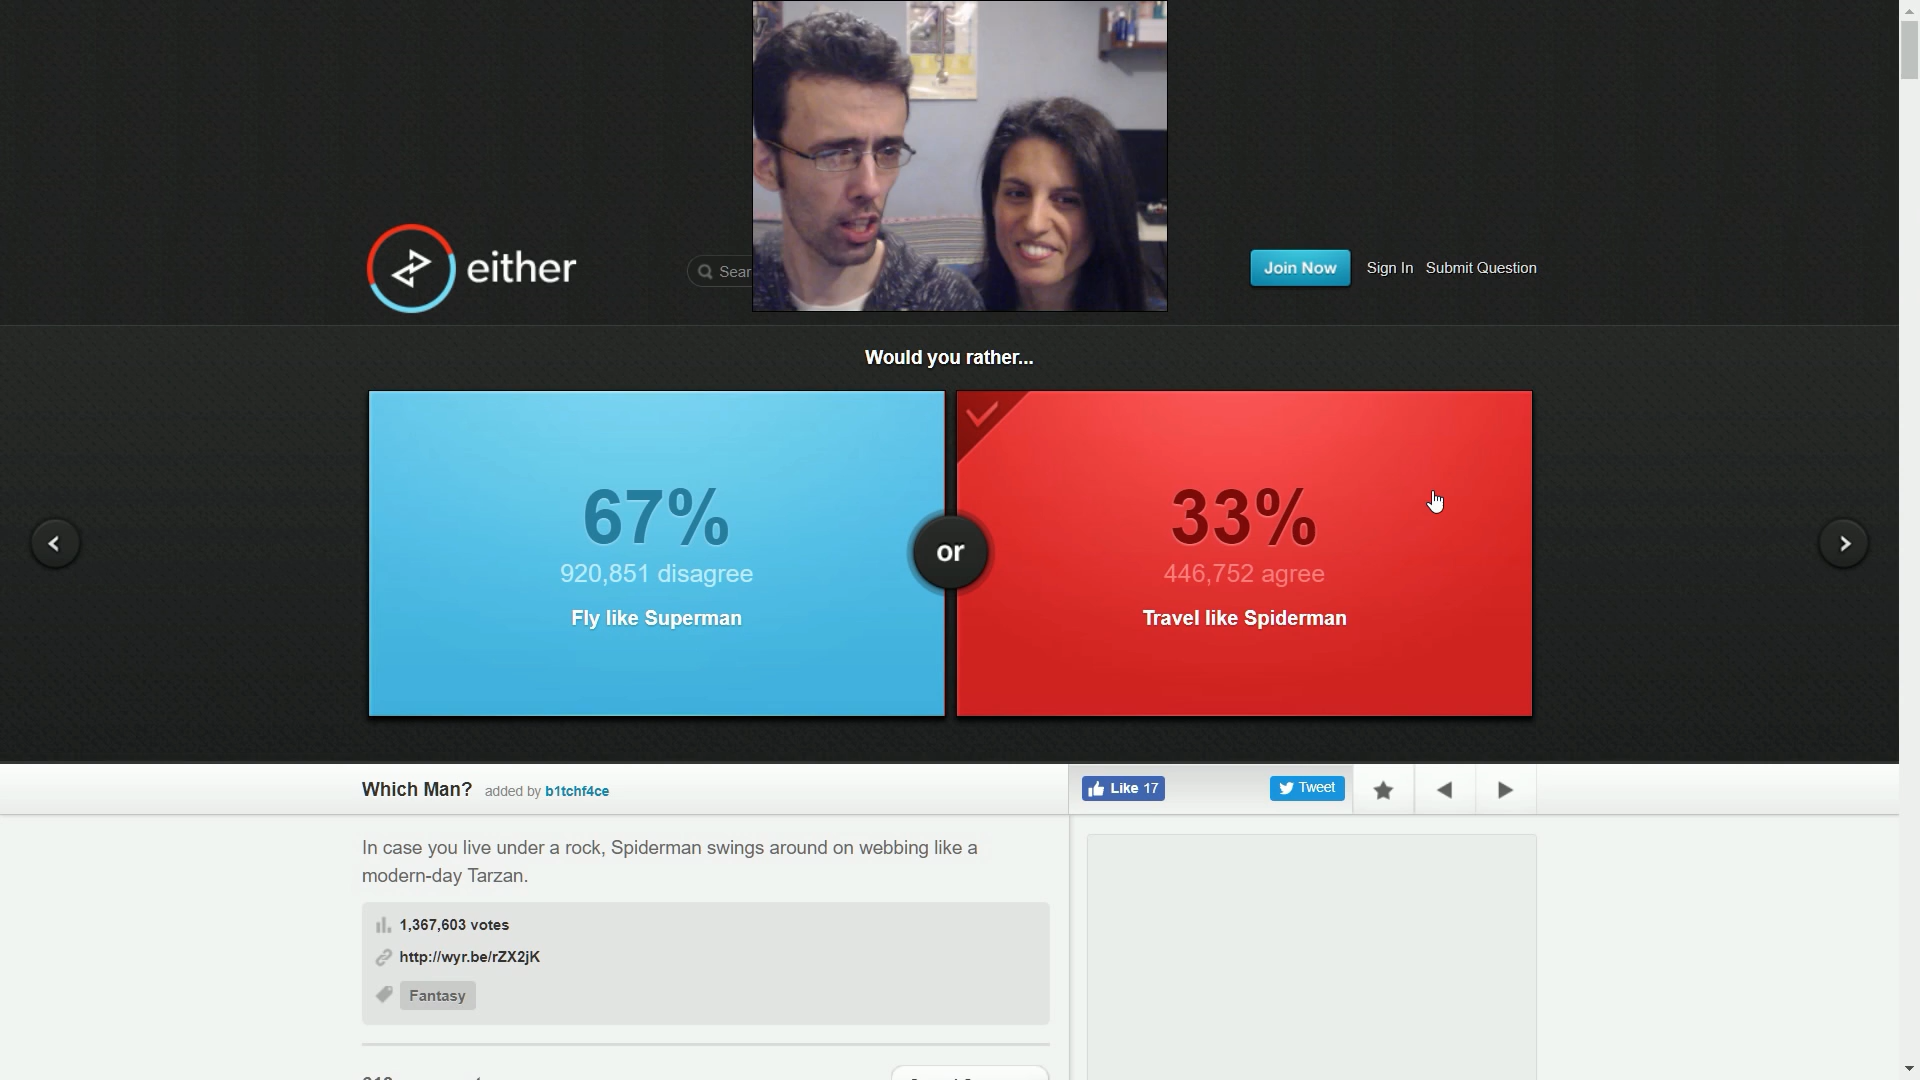 either
Sear
Join Now
Sign In
Submit Question
Would you rather...
67%
920,851 disagree
Fly like Superman
or
33%
446,752 agree
Travel like Spiderman
Which Man? added by b1tchf4ce
Like 17
Tweet
In case you live under a rock, Spiderman swings around on webbing like a
modern-day Tarzan.
1,367,603 votes
http://wyr.be/rZX2jK
Fantasy